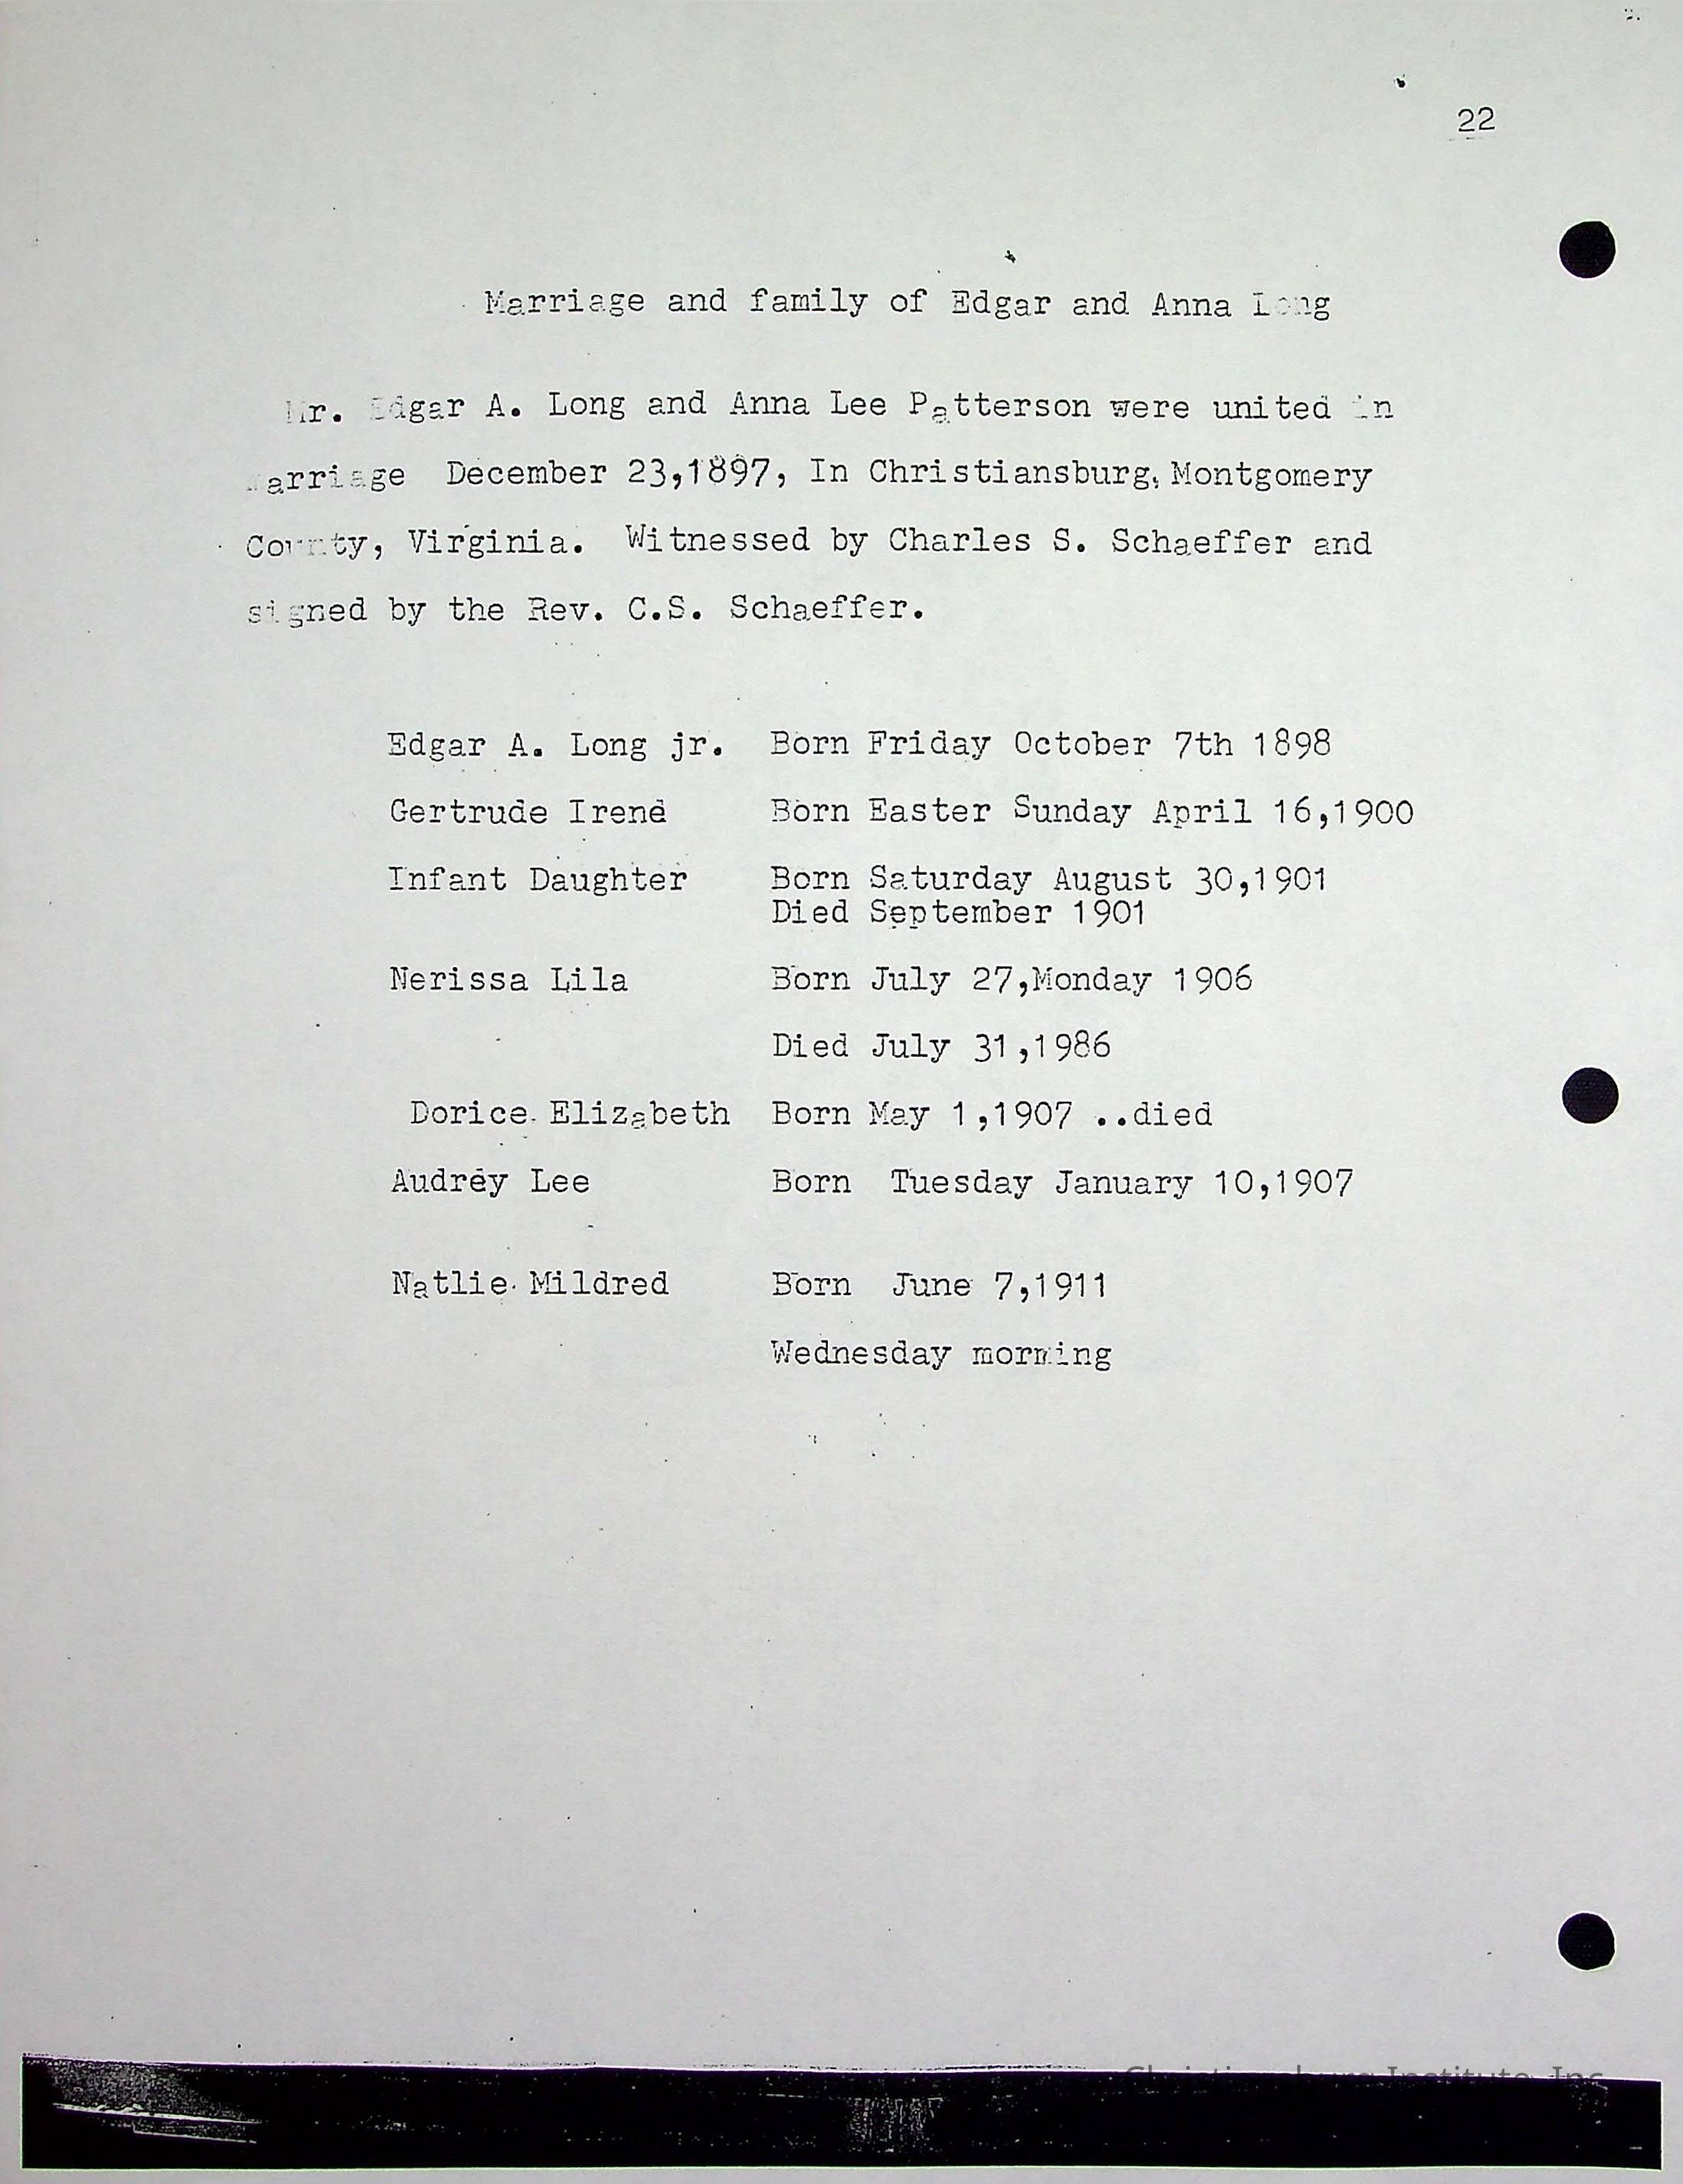 22
Marriage and family of Edgar and Anna Long
Mr. Edgar A. Long and Anna Lee Patterson were united in
marriage December 23,1897, In Christiansburg, Montgomery
County, Virginia. Witnessed by Charles S. Schaeffer and
signed by the Rev. C.S. Schaeffer.
Edgar A. Long jr. Born Friday October 7th 1898
Gertrude Irene Born Easter Sunday April 16,1900
Infant Daughter Born Saturday August 30,1901
Died September 1901
Nerissa Lila Born July 27,Monday 1906
Died July 31,1986
Dorice Elizabeth Born May 1,1907 ..died
Audrey Lee Born Tuesday January 10,1907
Natlie Mildred Born June 7,1911
Wednesday morning
Christiansburg Institute, Inc.